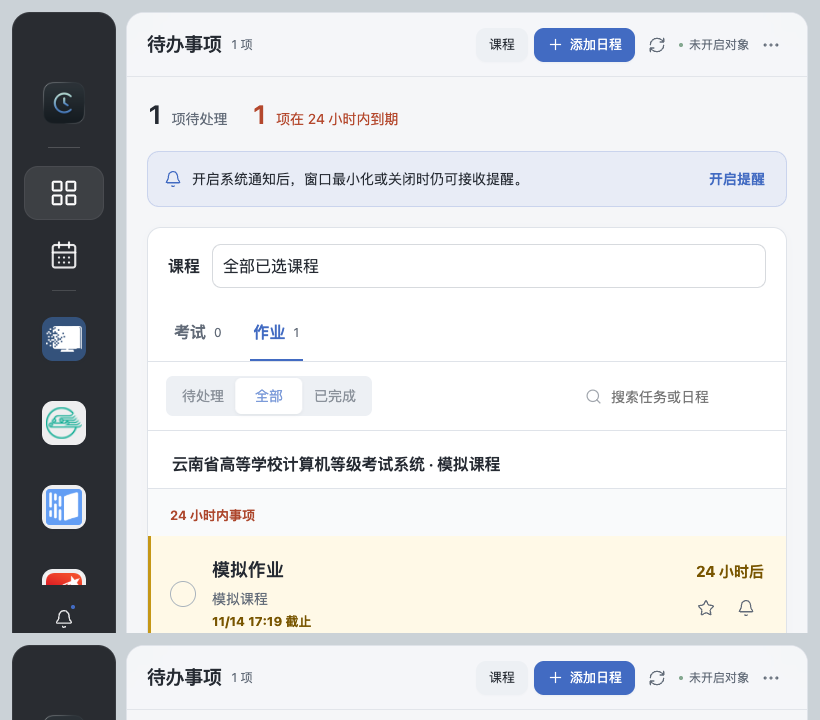 待办事项 1 项 课程 添加日程 未开启对象
1 项待处理 1 项在 24 小时内到期
开启系统通知后，窗口最小化或关闭时仍可接收提醒。 开启提醒
课程 全部已选课程
考试 0 作业 1
待处理 全部 已完成 搜索任务或日程
云南省高等学校计算机等级考试系统 · 模拟课程
24 小时内事项
模拟作业 24 小时后
模拟课程
11/14 17:19 截止
待办事项 1 项 课程 添加日程 未开启对象